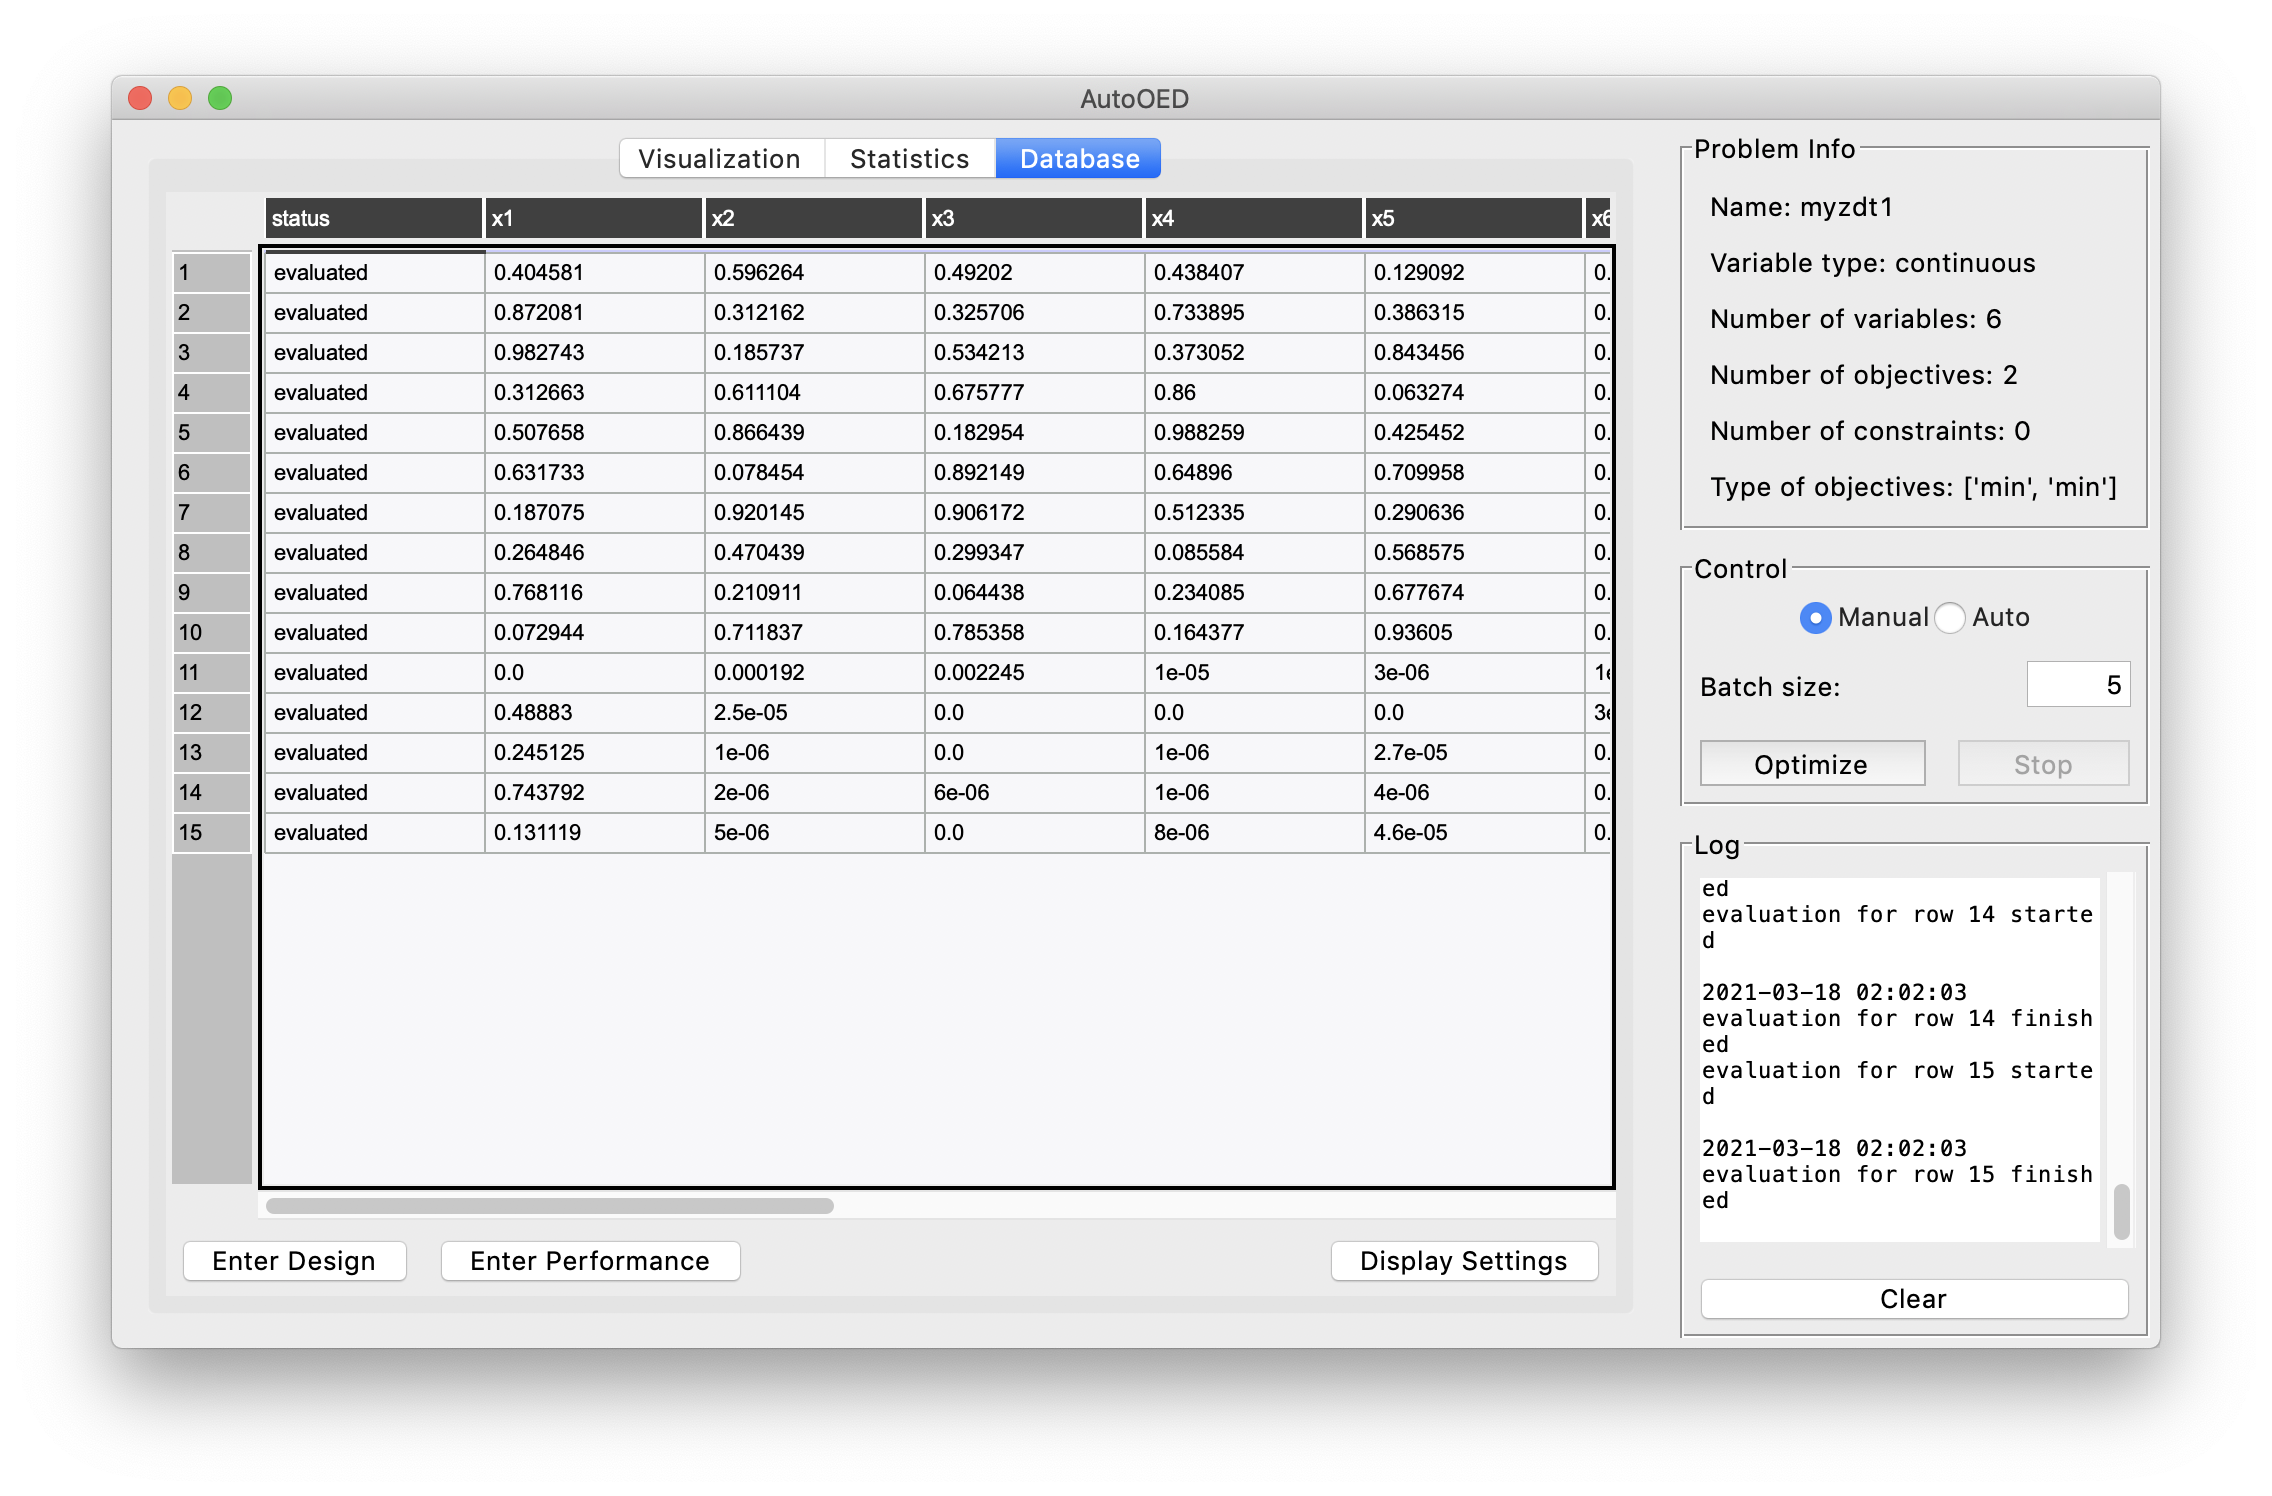 AutoOED
Visualization Statistics Database
status x1 x2 x3 x4 x5 x6
1 evaluated 0.404581 0.596264 0.49202 0.438407 0.129092 0.
2 evaluated 0.872081 0.312162 0.325706 0.733895 0.386315 0.
3 evaluated 0.982743 0.185737 0.534213 0.373052 0.843456 0.
4 evaluated 0.312663 0.611104 0.675777 0.86 0.063274 0.
5 evaluated 0.507658 0.866439 0.182954 0.988259 0.425452 0.
6 evaluated 0.631733 0.078454 0.892149 0.64896 0.709958 0.
7 evaluated 0.187075 0.920145 0.906172 0.512335 0.290636 0.
8 evaluated 0.264846 0.470439 0.299347 0.085584 0.568575 0.
9 evaluated 0.768116 0.210911 0.064438 0.234085 0.677674 0.
10 evaluated 0.072944 0.711837 0.785358 0.164377 0.93605 0.
11 evaluated 0.0 0.000192 0.002245 1e-05 3e-06 1e
12 evaluated 0.48883 2.5e-05 0.0 0.0 0.0 3e
13 evaluated 0.245125 1e-06 0.0 1e-06 2.7e-05 0.
14 evaluated 0.743792 2e-06 6e-06 1e-06 4e-06 0.
15 evaluated 0.131119 5e-06 0.0 8e-06 4.6e-05 0.
Enter Design Enter Performance Display Settings
Problem Info
Name: myzdt1
Variable type: continuous
Number of variables: 6
Number of objectives: 2
Number of constraints: 0
Type of objectives: ['min', 'min']
Control
Manual Auto
Batch size: 5
Optimize Stop
Log
ed
evaluation for row 14 starte
d
2021-03-18 02:02:03
evaluation for row 14 finish
ed
evaluation for row 15 starte
d
2021-03-18 02:02:03
evaluation for row 15 finish
ed
Clear